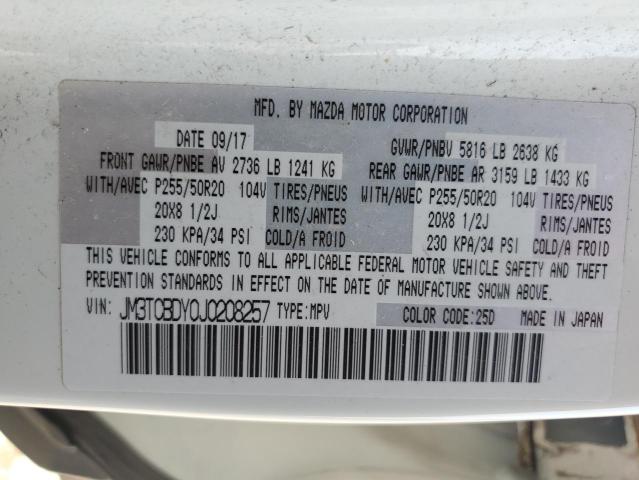 MFD. BY MAZDA MOTOR CORPORATION
DATE 09/17 GVWR/PNBV 5816 LB 2638 KG
FRONT GAWR/PNBE AV 2736 LB 1241 KG REAR GAWR/PNBE AR 3159 LB 1433 KG
WITH/AVEC P255/50R20 104V TIRES/PNEUS WITH/AVEC P255/50R20 104V TIRES/PNEUS
20X8 1/2J RIMS/JANTES 20X8 1/2J RIMS/JANTES
230 KPA/34 PSI COLD/A FROID 230 KPA/34 PSI COLD/A FROID
THIS VEHICLE CONFORMS TO ALL APPLICABLE FEDERAL MOTOR VEHICLE SAFETY AND THEFT
PREVENTION STANDARDS IN EFFECT ON THE DATE OF MANUFACTURE SHOWN ABOVE.
VIN: JM3TCBDY0J0208257 TYPE:MPV COLOR CODE:25D MADE IN JAPAN